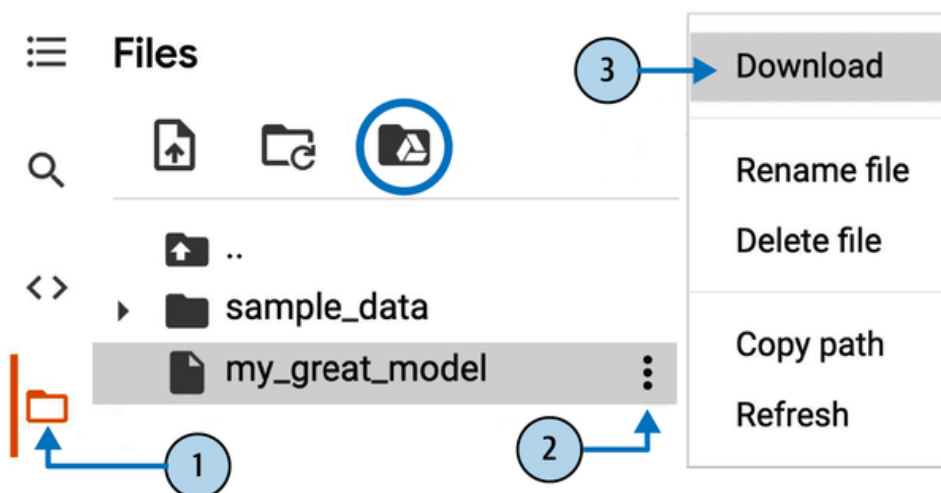 Files
..
sample_data
my_great_model
1
2
3
Download
Rename file
Delete file
Copy path
Refresh